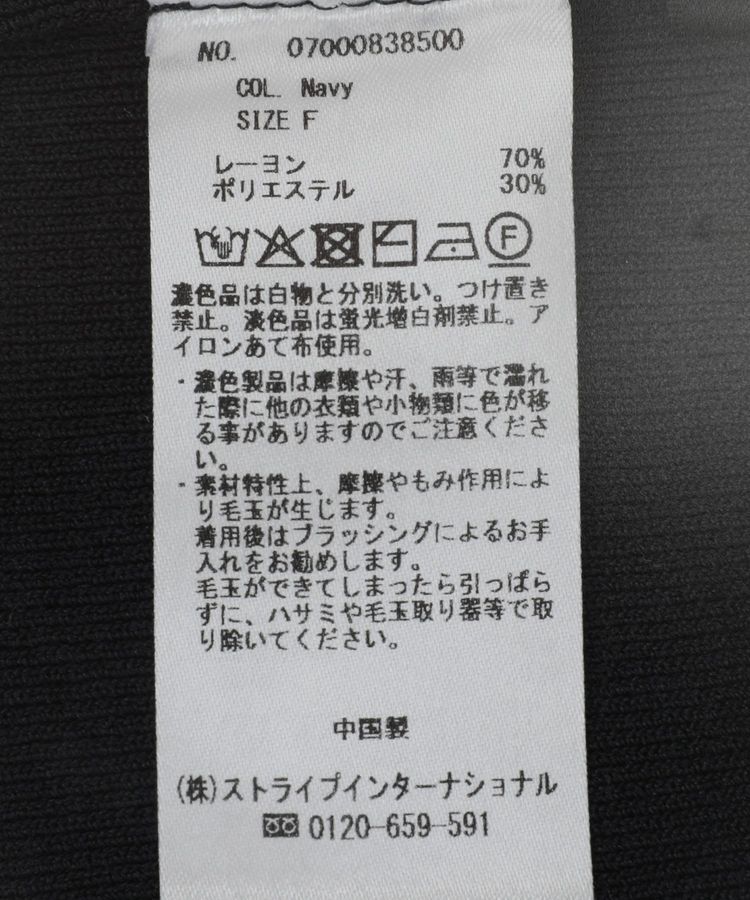 NO. 07000838500
COL. Navy
SIZE F
レーヨン 70%
ポリエステル 30%
F
濃色品は白物と分別洗い。つけ置き
禁止。淡色品は蛍光増白剤禁止。ア
イロンあて布使用。
・濃色製品は摩擦や汗、雨等で濡れ
た際に他の衣類や小物類に色が移
る事がありますのでご注意くださ
い。
・素材特性上、摩擦やもみ作用によ
り毛玉が生じます。
着用後はブラッシングによるお手
入れをお勧めします。
毛玉ができてしまったら引っぱら
ずに、ハサミや毛玉取り器等で取
り除いてください。
中国製
(株)ストライプインターナショナル
0120-659-591